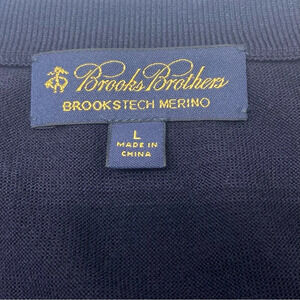 Brooks Brothers
BROOKSTECH MERINO
L
MADE IN
CHINA